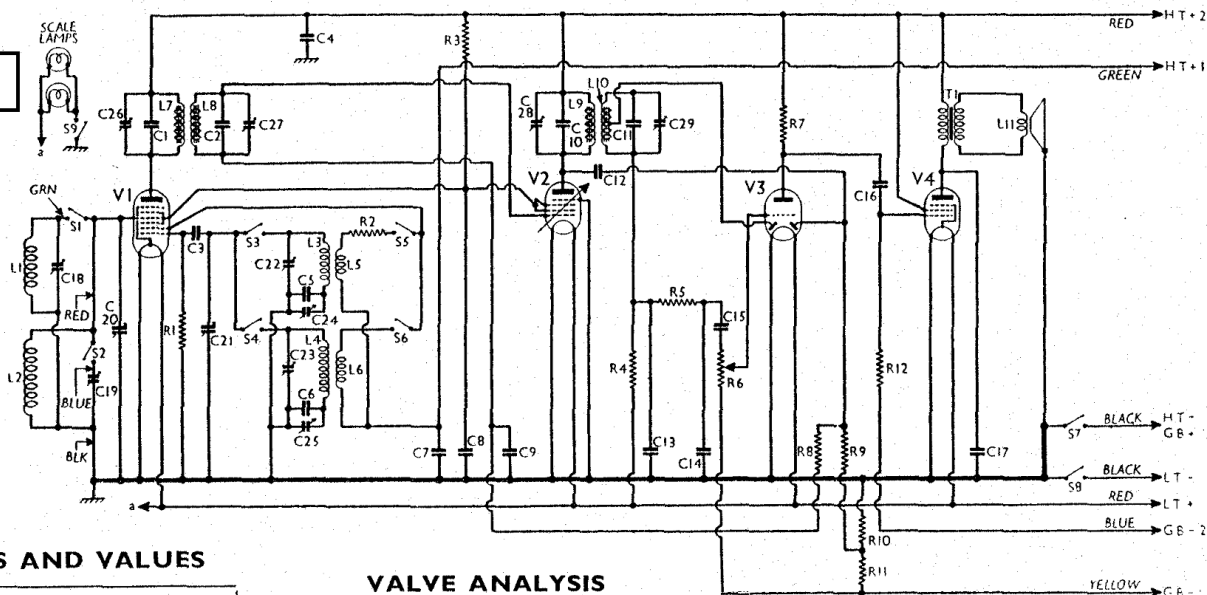 SCALE
LAMPS
S9
a
C4
R3
RED
HT+2
GREEN
HT+1
C26
C1
L7
L8
C2
C27
C
28
L9
C
10
L10
C11
C29
R7
T1
L11
V1
V2
C12
V3
C16
V4
GRN
S1
L1
C18
RED
C
20
L2
S2
C19
BLUE
BLK
C3
R1
C21
S3
S4
C22
L3
L5
R2
S5
C5
C24
C23
L4
L6
S6
C6
C25
C7
C8
C9
R5
R4
C15
R6
C13
C14
R8
R9
R12
C17
S7
BLACK
HT-
GB+
S8
BLACK
LT-
a
RED
LT+
BLUE
GB-2
R10
R11
YELLOW
S AND VALUES
VALVE ANALYSIS